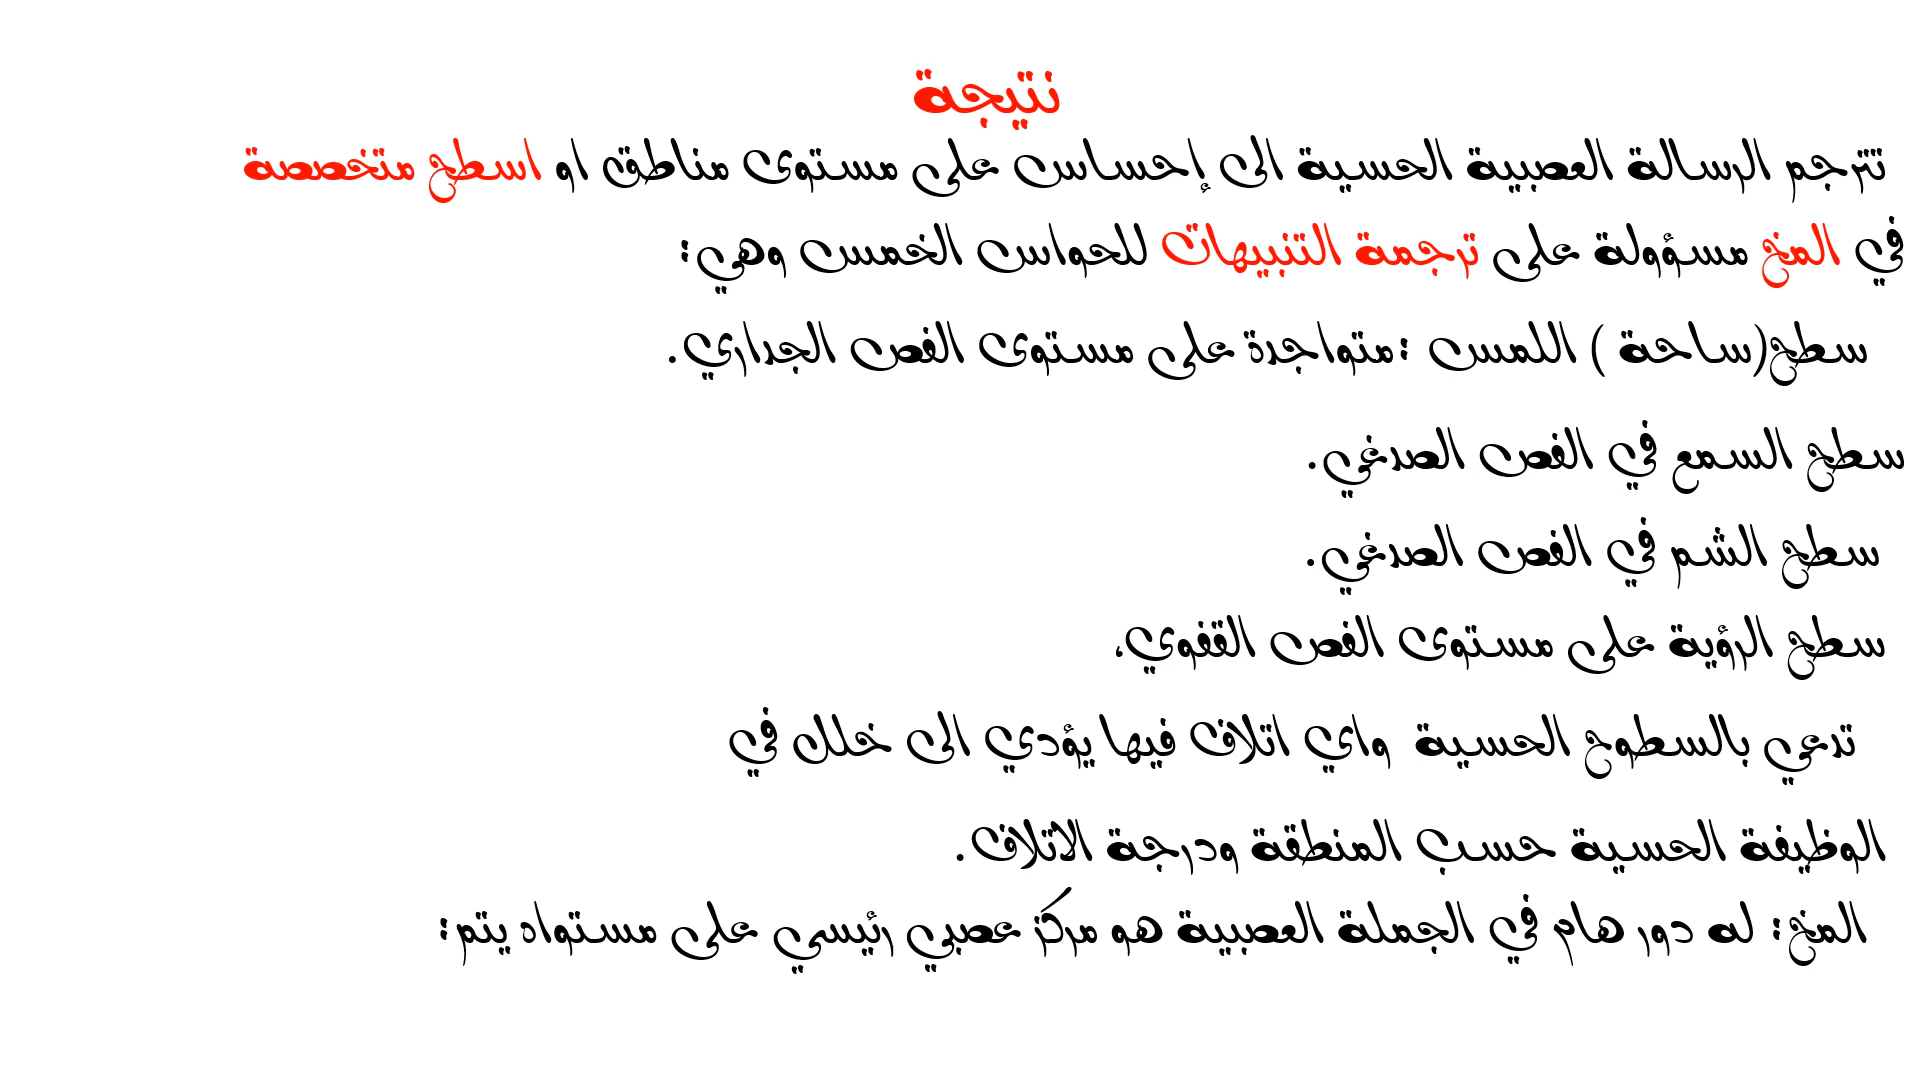 نتيجة
تترجم الرسالة العصبية الحسية الى إحساس على مستوى مناطق او اسطح متخصصة
في المخ مسؤولة على ترجمة التنبيهات للحواس الخمس وهي:
سطح(ساحة ) اللمس :متواجدة على مستوى الفص الجداري.
سطح السمع في الفص الصدغي.
سطح الشم في الفص الصدغي.
سطح الرؤية على مستوى الفص القفوي،
تدعي بالسطوح الحسية واي اتلاف فيها يؤدي الى خلل في
الوظيفة الحسية حسب المنطقة ودرجة الاتلاف.
المخ: له دور هام في الجملة العصبية هو مركز عصبي رئيسي على مستواه يتم: